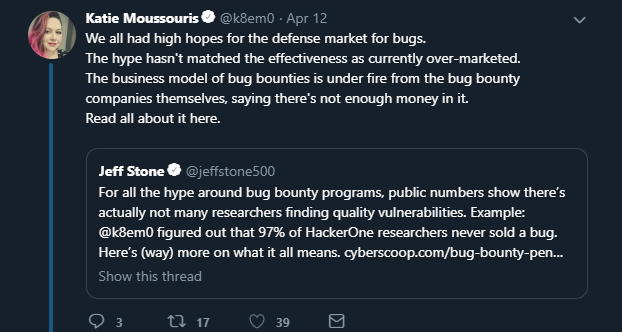 Katie Moussouris @k8em0 · Apr 12
We all had high hopes for the defense market for bugs.
The hype hasn't matched the effectiveness as currently over-marketed.
The business model of bug bounties is under fire from the bug bounty
companies themselves, saying there's not enough money in it.
Read all about it here.
Jeff Stone @jeffstone500
For all the hype around bug bounty programs, public numbers show there's
actually not many researchers finding quality vulnerabilities. Example:
@k8em0 figured out that 97% of HackerOne researchers never sold a bug.
Here's (way) more on what it all means. cyberscoop.com/bug-bounty-pen...
Show this thread
3 17 39